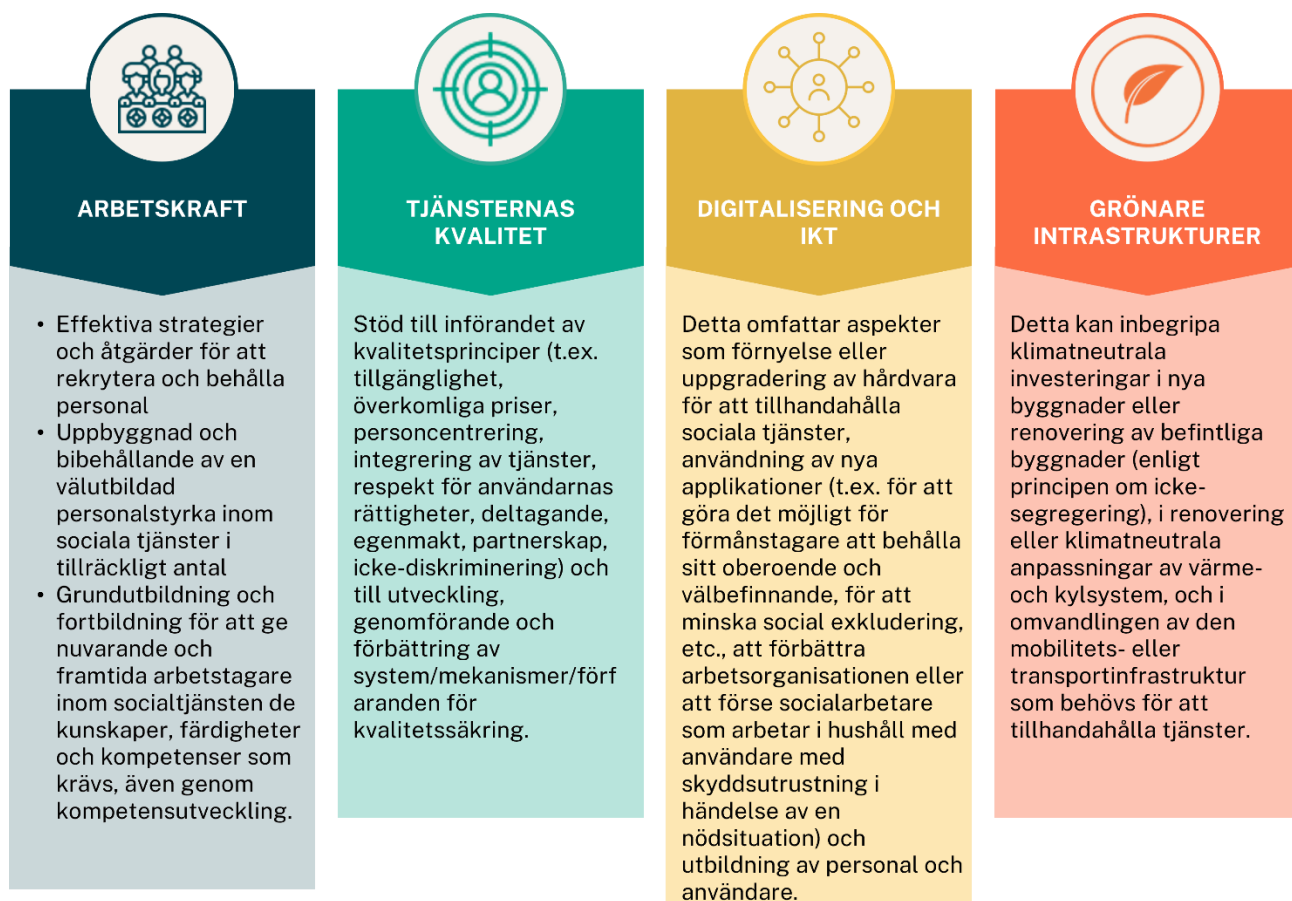 ARBETSKRAFT
• Effektiva strategier
och åtgärder för att
rekrytera och behålla
personal
• Uppbyggnad och
bibehållande av en
välutbildad
personalstyrka inom
sociala tjänster i
tillräckligt antal
• Grundutbildning och
fortbildning för att ge
nuvarande och
framtida arbetstagare
inom socialtjänsten de
kunskaper, färdigheter
och kompetenser som
krävs, även genom
kompetensutveckling.
TJÄNSTERNAS
KVALITET
Stöd till införandet av
kvalitetsprinciper (t.ex.
tillgänglighet,
överkomliga priser,
personcentrering,
integrering av tjänster,
respekt för användarnas
rättigheter, deltagande,
egenmakt, partnerskap,
icke-diskriminering) och
till utveckling,
genomförande och
förbättring av
system/mekanismer/förf
aranden för
kvalitetssäkring.
DIGITALISERING OCH
IKT
Detta omfattar aspekter
som förnyelse eller
uppgradering av hårdvara
för att tillhandahålla
sociala tjänster,
användning av nya
applikationer (t.ex. för att
göra det möjligt för
förmånstagare att behålla
sitt oberoende och
välbefinnande, för att
minska social exkludering,
etc., att förbättra
arbetsorganisationen eller
att förse socialarbetare
som arbetar i hushåll med
användare med
skyddsutrustning i
händelse av en
nödsituation) och
utbildning av personal och
användare.
GRÖNARE
INTRASTRUKTURER
Detta kan inbegripa
klimatneutrala
investeringar i nya
byggnader eller
renovering av befintliga
byggnader (enligt
principen om icke-
segregering), i renovering
eller klimatneutrala
anpassningar av värme-
och kylsystem, och i
omvandlingen av den
mobilitets- eller
transportinfrastruktur
som behövs för att
tillhandahålla tjänster.